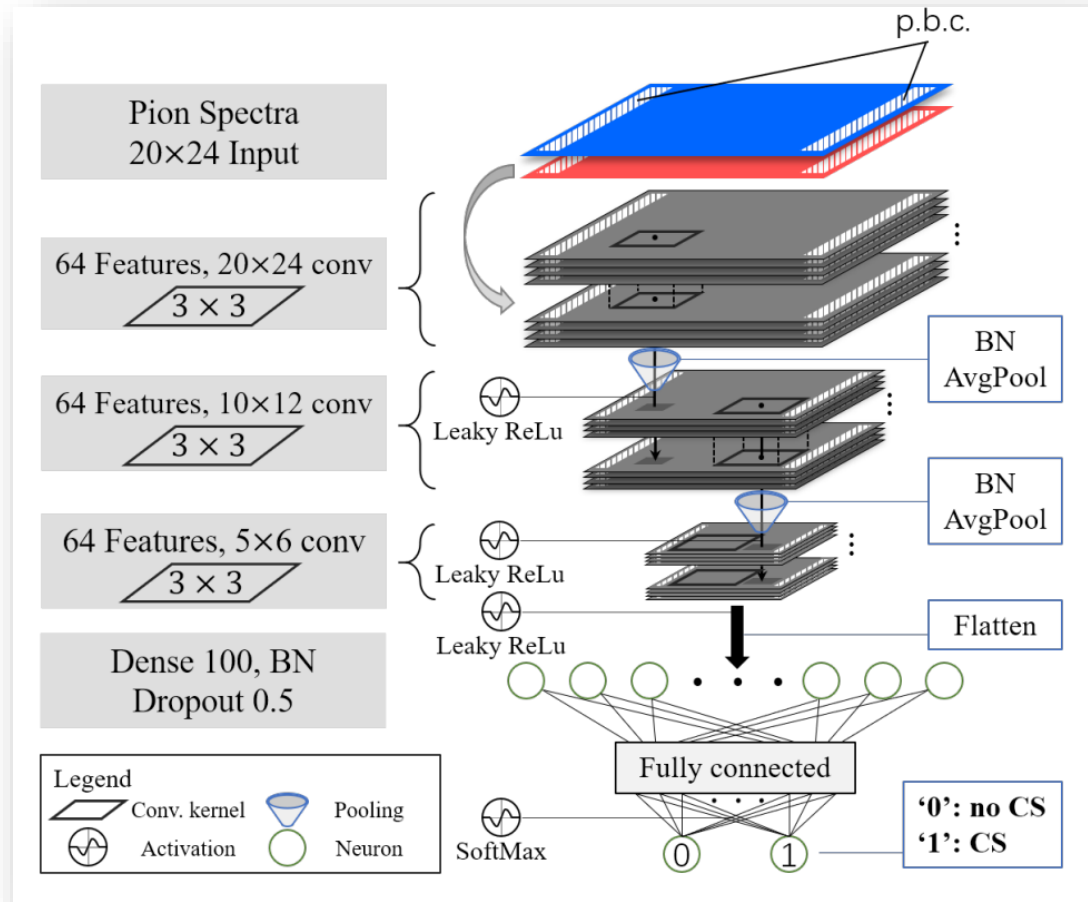 p.b.c.
Pion Spectra
20×24 Input
64 Features, 20×24 conv
3 × 3
BN
AvgPool
64 Features, 10×12 conv
3 × 3
Leaky ReLu
BN
AvgPool
64 Features, 5×6 conv
3 × 3
Leaky ReLu
Leaky ReLu
Flatten
Dense 100, BN
Dropout 0.5
Fully connected
Legend
Conv. kernel
Pooling
Activation
Neuron
SoftMax
0
1
‘0’: no CS
‘1’: CS